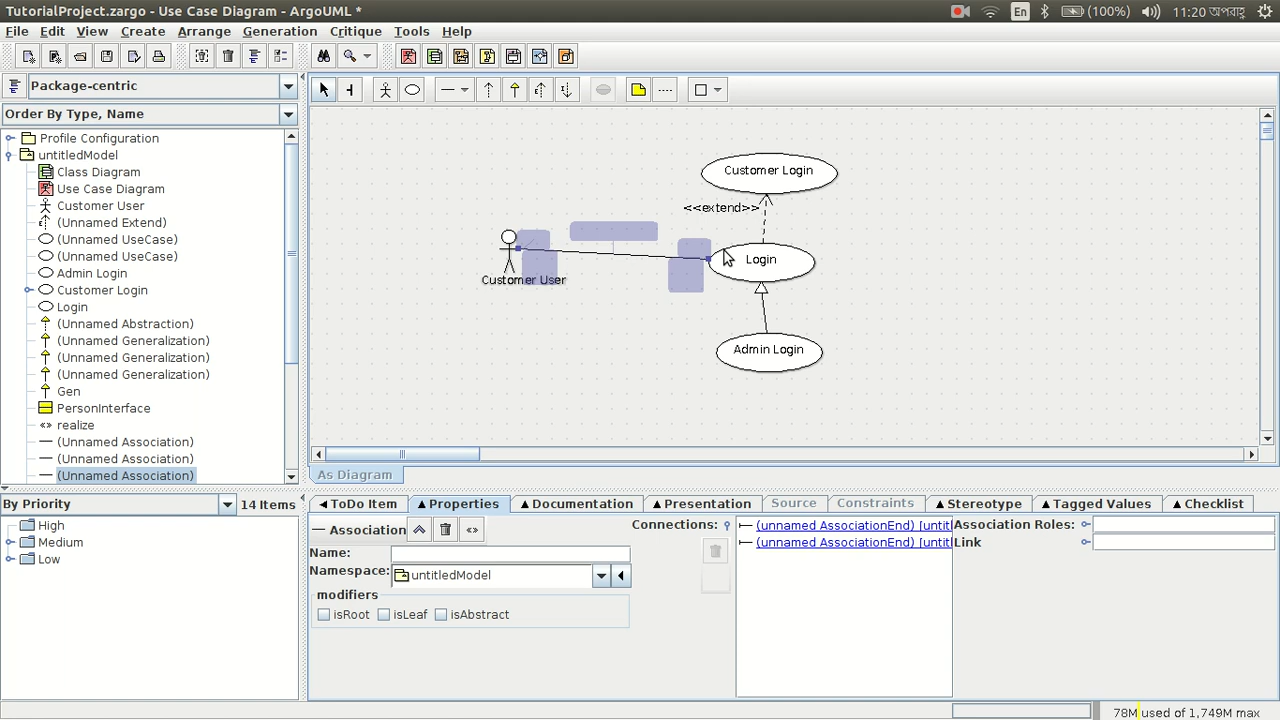 TutorialProject.zargo - Use Case Diagram - ArgoUML *
En (100%) 11:20 অপরাহ্ণ
File Edit View Create Arrange Generation Critique Tools Help
Package-centric
Order By Type, Name
Profile Configuration
untitledModel
Class Diagram
Use Case Diagram
Customer User
(Unnamed Extend)
(Unnamed UseCase)
(Unnamed UseCase)
Admin Login
Customer Login
Login
(Unnamed Abstraction)
(Unnamed Generalization)
(Unnamed Generalization)
(Unnamed Generalization)
Gen
PersonInterface
realize
(Unnamed Association)
(Unnamed Association)
(Unnamed Association)
Customer Login
<<extend>>
Login
Customer User
Admin Login
As Diagram
By Priority 14 Items
High
Medium
Low
ToDo Item Properties Documentation Presentation Source Constraints Stereotype Tagged Values Checklist
Association
Name:
Namespace: untitledModel
modifiers
isRoot isLeaf isAbstract
Connections:
(unnamed AssociationEnd) [untit
(unnamed AssociationEnd) [untit
Association Roles:
Link
78M used of 1,749M max